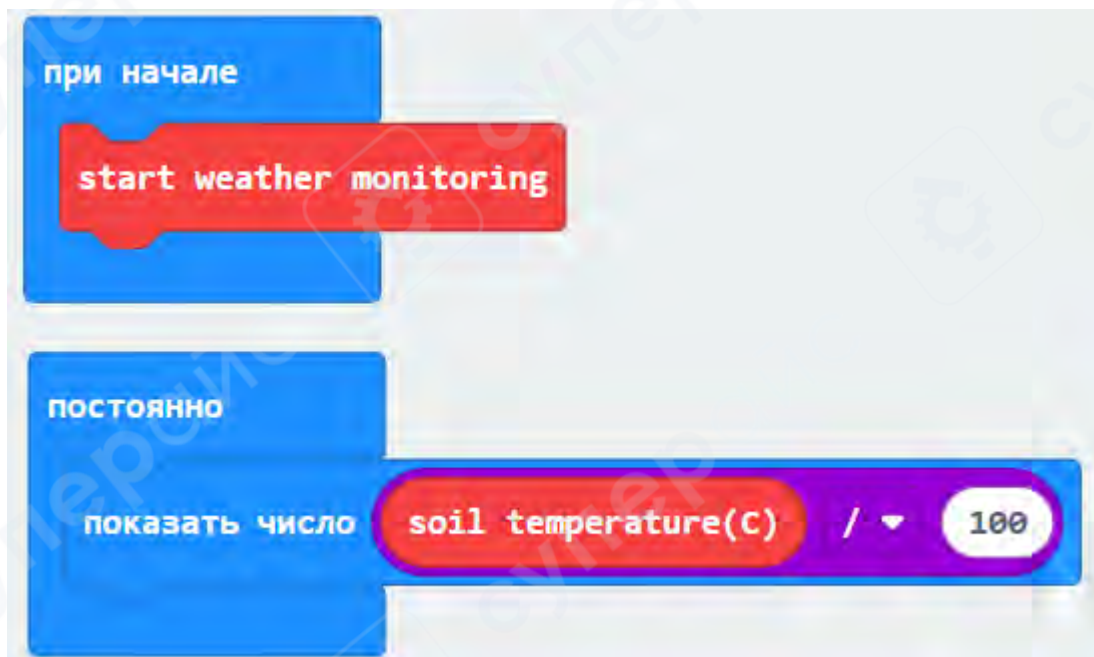 при начале
start weather monitoring
постоянно
показать число soil temperature(C) / 100